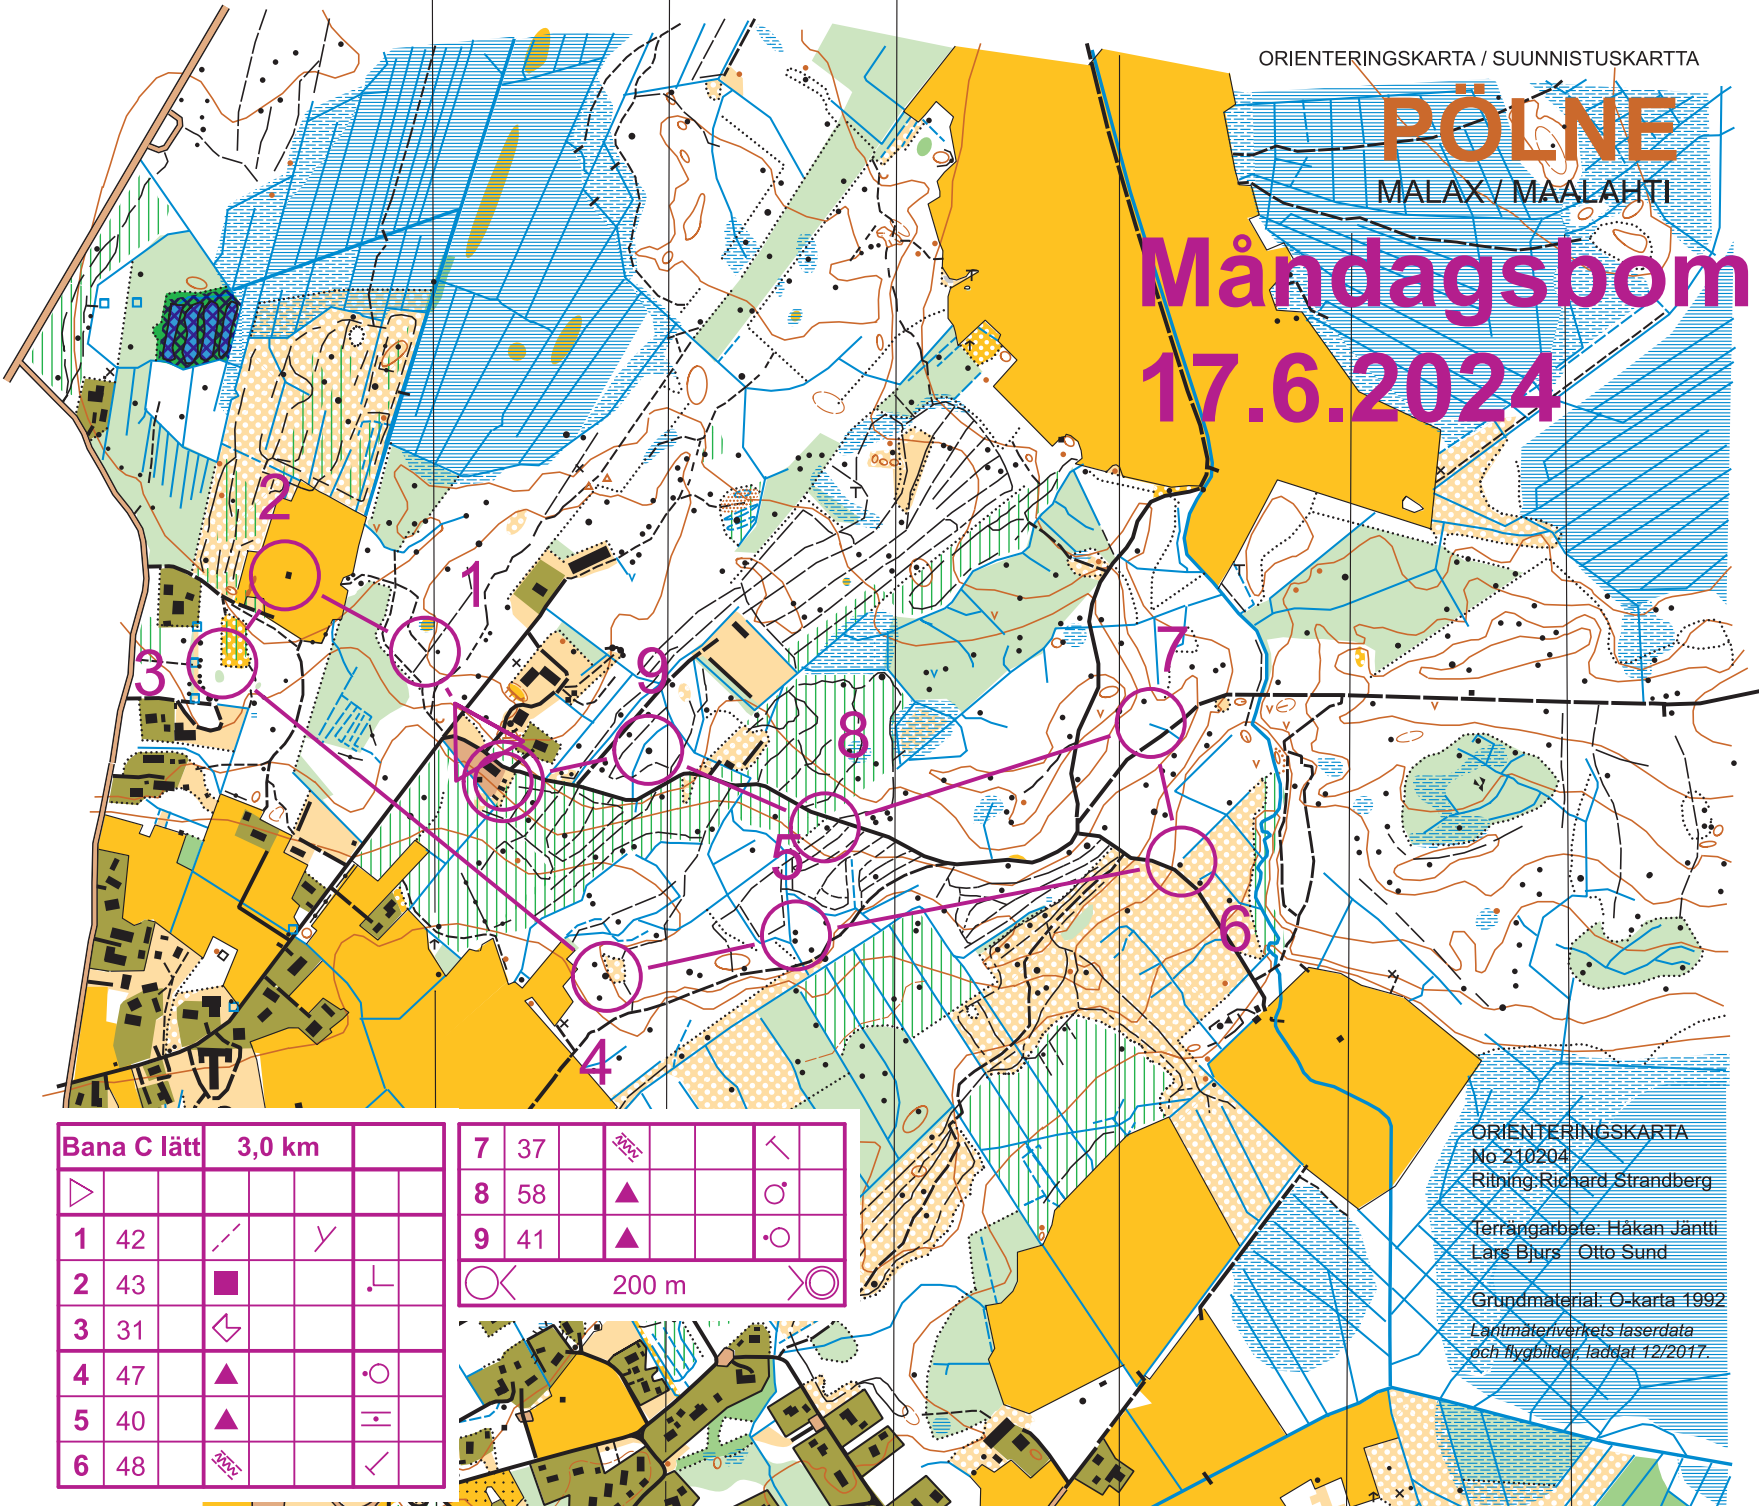 ORIENTERINGSKARTA / SUUNNISTUSKARTTA
PÖLNE
MALAX / MAALAHTI
Måndagsbom
17.6.2024
2
1
3
9
7
8
5
6
4
Bana C lätt 3,0 km
1 42
2 43
3 31
4 47
5 40
6 48
7 37
8 58
9 41
200 m
ORIENTERINGSKARTA
No 210204
Ritning:Richard Strandberg
Terrängarbete: Håkan Jäntti
Lars Bjurs Otto Sund
Grundmaterial: O-karta 1992
Lantmäteriverkets laserdata
och flygbilder, laddat 12/2017.